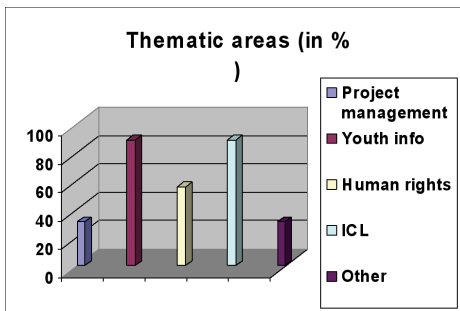 Thematic areas (in %
)
100
80
60
40
20
0
Project
management
Youth info
Human rights
ICL
Other